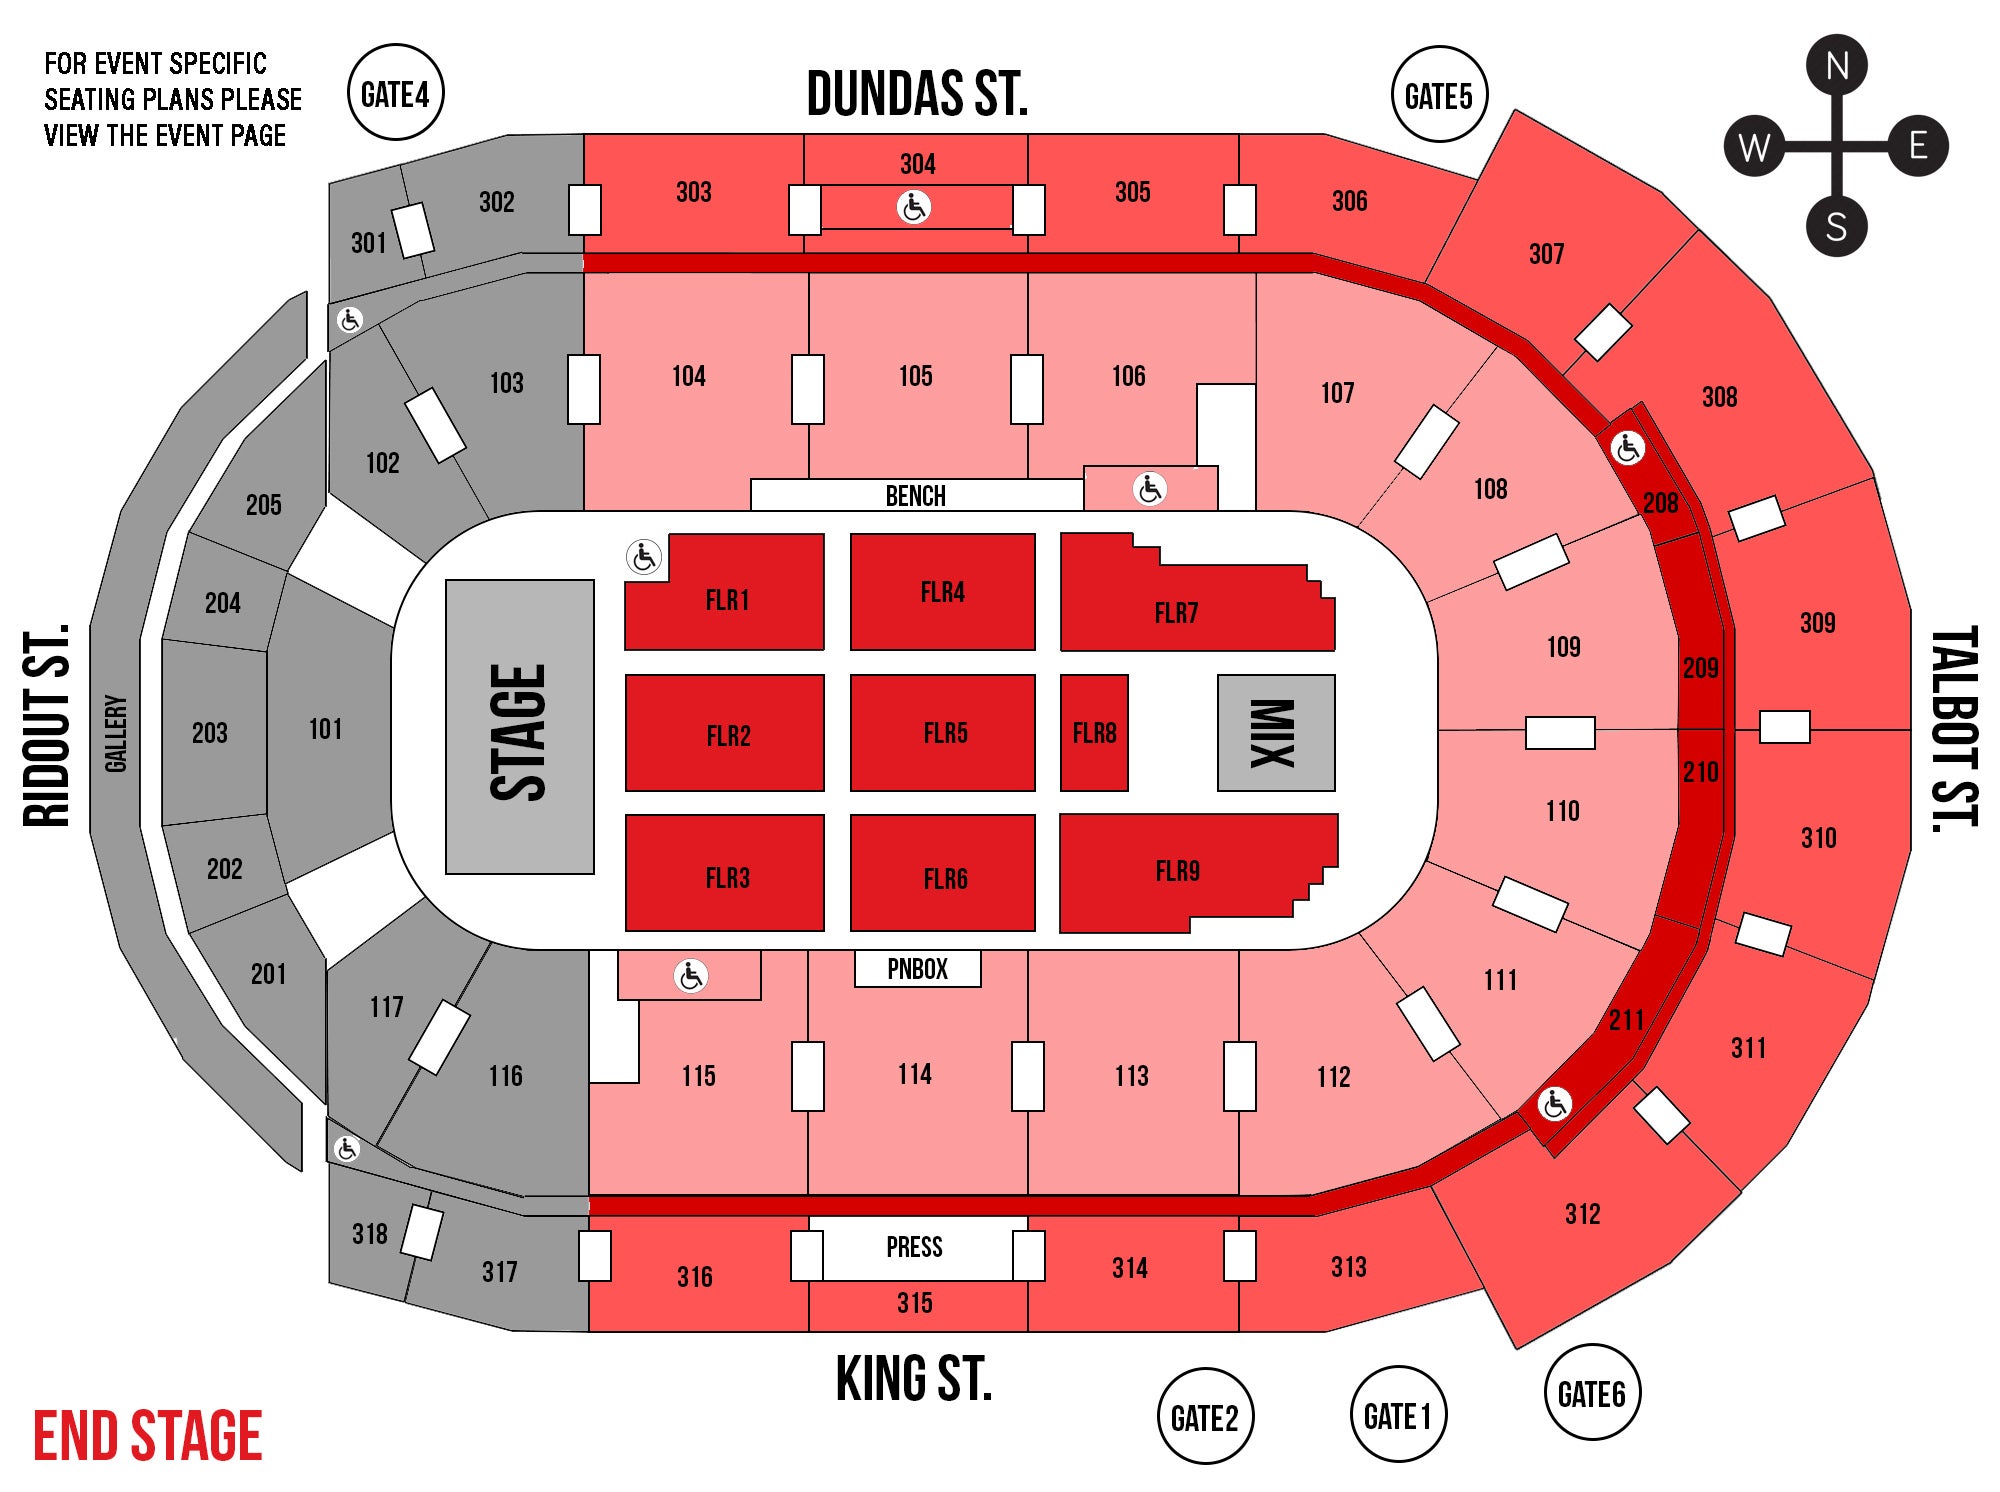 FOR EVENT SPECIFIC
SEATING PLANS PLEASE
VIEW THE EVENT PAGE
GATE4
DUNDAS ST.
GATE5
N
W
E
S
301
302
303
304
305
306
307
308
309
310
311
312
313
314
315
316
317
318
PRESS
101
102
103
104
105
106
107
108
109
110
111
112
113
114
115
116
117
BENCH
PNBOX
201
202
203
204
205
208
209
210
211
GALLERY
STAGE
FLR1
FLR4
FLR7
FLR2
FLR5
FLR8
MIX
FLR3
FLR6
FLR9
RIDOUT ST.
TALBOT ST.
KING ST.
GATE2
GATE1
GATE6
END STAGE